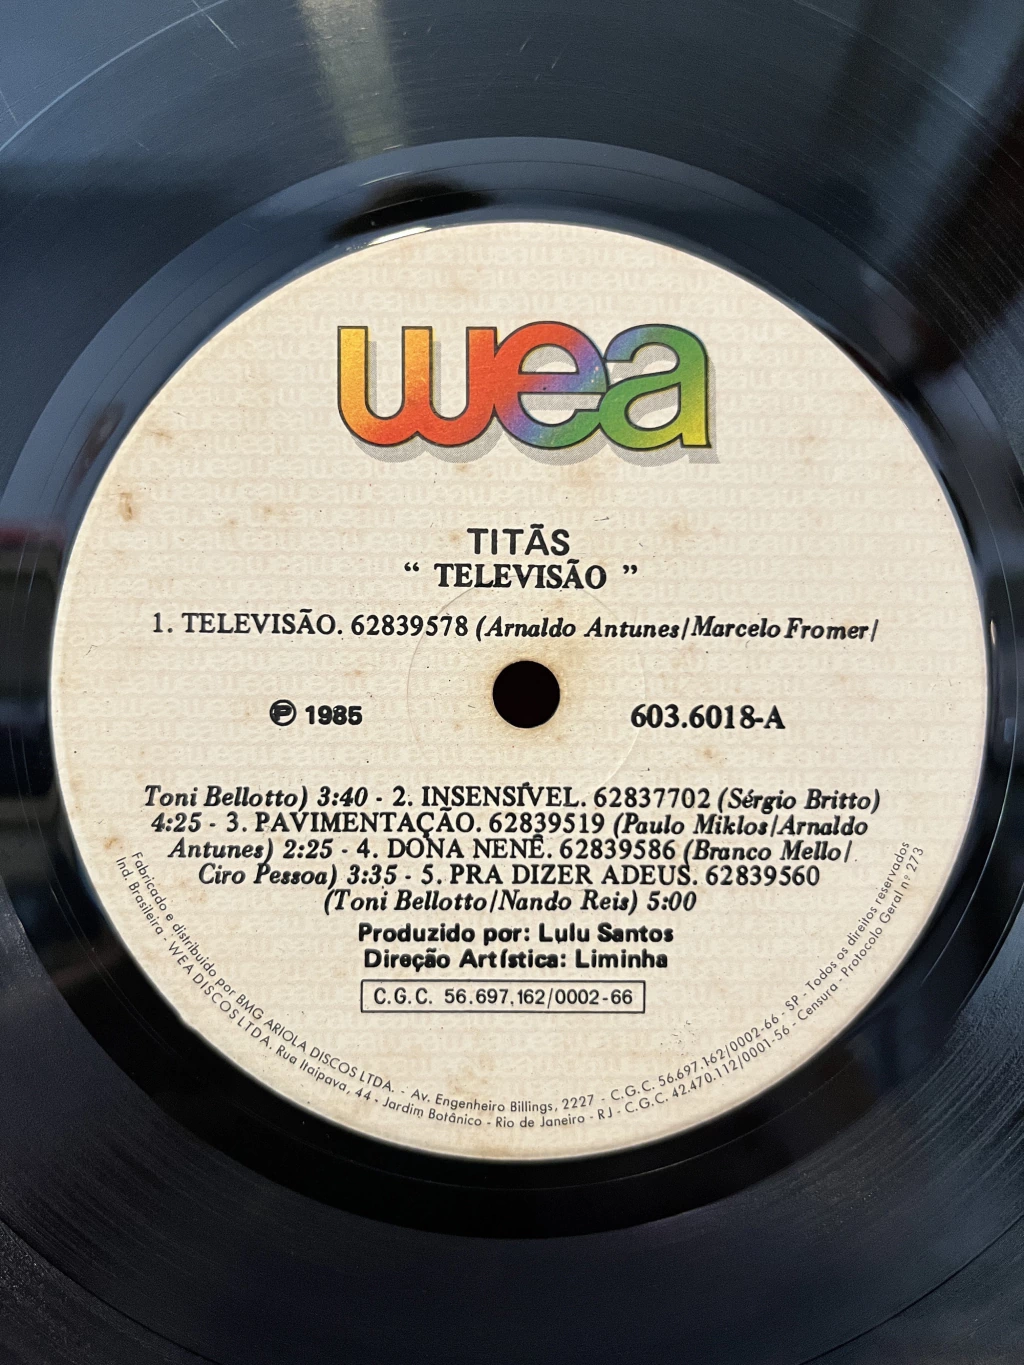 wea
TITÃS
“ TELEVISÃO ”
1. TELEVISÃO. 62839578 (Arnaldo Antunes/Marcelo Fromer/
Ⓟ 1985
603.6018-A
Toni Bellotto) 3:40 - 2. INSENSÍVEL. 62837702 (Sérgio Britto)
4:25 - 3. PAVIMENTAÇÃO. 62839519 (Paulo Miklos/Arnaldo
Antunes) 2:25 - 4. DONA NENÊ. 62839586 (Branco Mello/
Ciro Pessoa) 3:35 - 5. PRA DIZER ADEUS. 62839560
(Toni Bellotto/Nando Reis) 5:00
Produzido por: Lulu Santos
Direção Artística: Liminha
C.G.C. 56.697.162/0002-66
Fabricado e distribuido por BMG ARIOLA DISCOS LTDA. - Av. Engenheiro Billings, 2227 - C.G.C. 56.697.162/0002-66 - SP - Todos os direitos reservados
Ind. Brasileira - WEA DISCOS LTDA. Rua Itaipava, 44 - Jardim Botânico - Rio de Janeiro - RJ - C.G.C. 42.470.112/0001-56 - Censura - Protocolo Geral nº 273